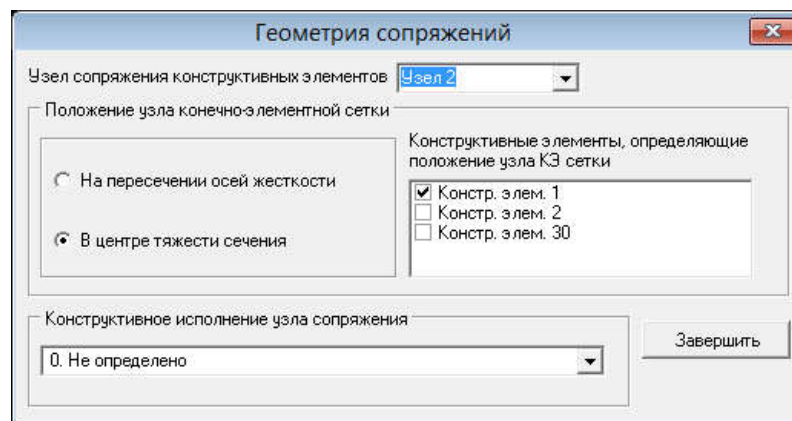 Геометрия сопряжений
Узел сопряжения конструктивных элементов Узел 2
Положение узла конечно-элементной сетки
На пересечении осей жесткости
В центре тяжести сечения
Конструктивные элементы, определяющие
положение узла КЭ сетки
Констр. элем. 1
Констр. элем. 2
Констр. элем. 30
Конструктивное исполнение узла сопряжения
0. Не определено
Завершить